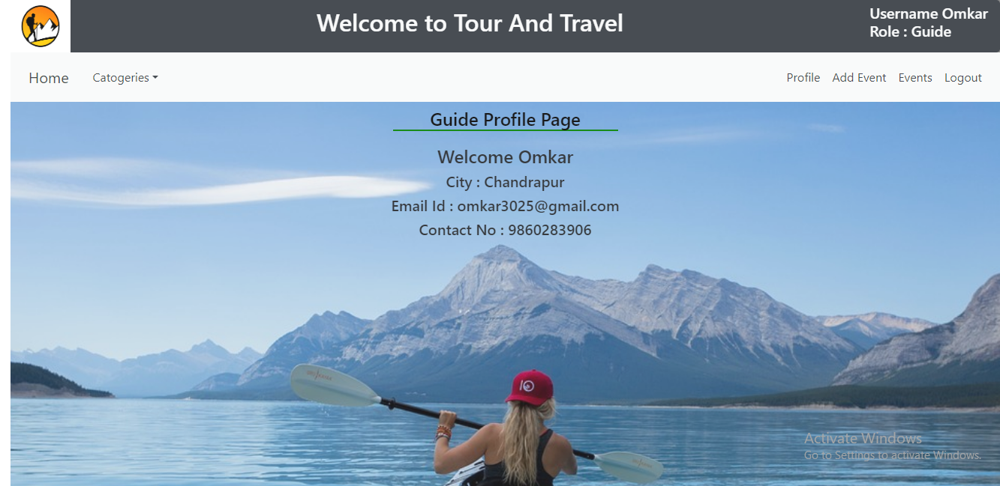 Welcome to Tour And Travel
Username Omkar
Role : Guide
Home Catogeries Profile Add Event Events Logout
Guide Profile Page
Welcome Omkar
City : Chandrapur
Email Id : omkar3025@gmail.com
Contact No : 9860283906
Activate Windows
Go to Settings to activate Windows.